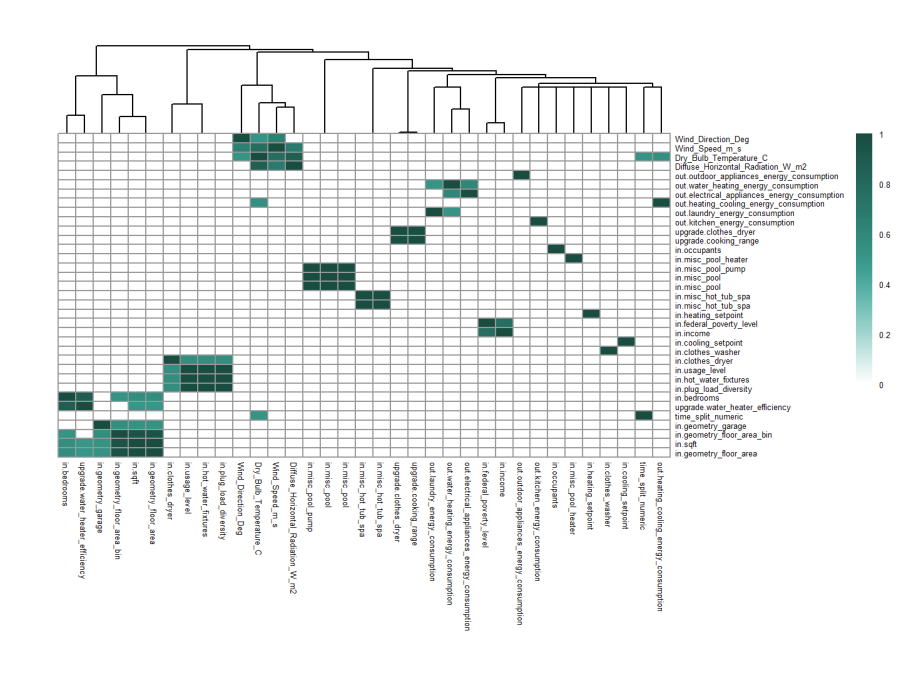 Wind_Direction_Deg
Wind_Speed_m_s
Dry_Bulb_Temperature_C
Diffuse_Horizontal_Radiation_W_m2
out.outdoor_appliances_energy_consumption
out.water_heating_energy_consumption
out.electrical_appliances_energy_consumption
out.heating_cooling_energy_consumption
out.laundry_energy_consumption
out.kitchen_energy_consumption
upgrade.clothes_dryer
upgrade.cooking_range
in.occupants
in.misc_pool_heater
in.misc_pool_pump
in.misc_pool
in.misc_pool
in.misc_hot_tub_spa
in.misc_hot_tub_spa
in.heating_setpoint
in.federal_poverty_level
in.income
in.cooling_setpoint
in.clothes_washer
in.clothes_dryer
in.usage_level
in.hot_water_fixtures
in.plug_load_diversity
in.bedrooms
upgrade.water_heater_efficiency
time_split_numeric
in.geometry_garage
in.geometry_floor_area_bin
in.sqft
in.geometry_floor_area
1
0.8
0.6
0.4
0.2
0
in.bedrooms
upgrade.water_heater_efficiency
in.geometry_garage
in.geometry_floor_area_bin
in.sqft
in.geometry_floor_area
in.clothes_dryer
in.usage_level
in.hot_water_fixtures
in.plug_load_diversity
Wind_Direction_Deg
Dry_Bulb_Temperature_C
Wind_Speed_m_s
Diffuse_Horizontal_Radiation_W_m2
in.misc_pool_pump
in.misc_pool
in.misc_pool
in.misc_hot_tub_spa
in.misc_hot_tub_spa
upgrade.clothes_dryer
upgrade.cooking_range
out.laundry_energy_consumption
out.water_heating_energy_consumption
out.electrical_appliances_energy_consumption
in.federal_poverty_level
in.income
out.outdoor_appliances_energy_consumption
out.kitchen_energy_consumption
in.occupants
in.misc_pool_heater
in.heating_setpoint
in.clothes_washer
in.cooling_setpoint
time_split_numeric
out.heating_cooling_energy_consumption